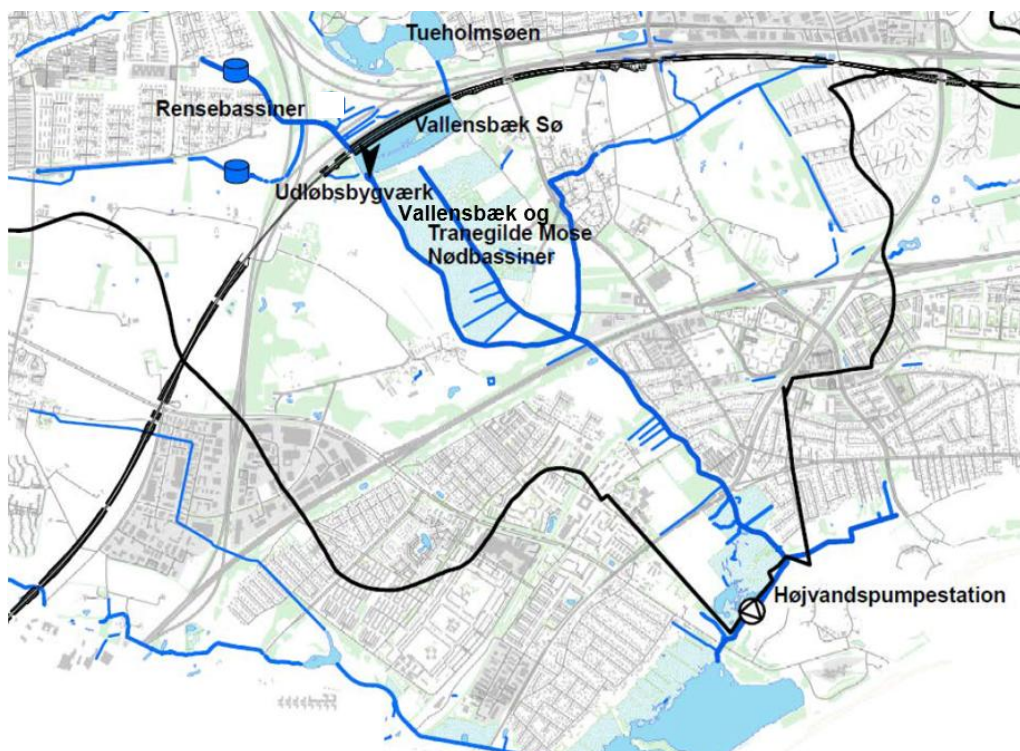 Tueholmsøen
Rensebassiner
Vallensbæk Sø
Udløbsbygværk
Vallensbæk og
Tranegilde Mose
Nødbassiner
Højvandspumpestation